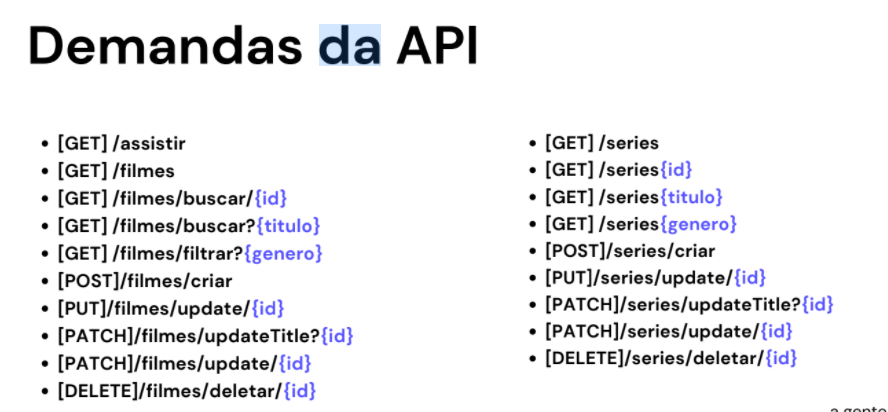 Demandas da API
• [GET] /assistir
• [GET] /filmes
• [GET] /filmes/buscar/{id}
• [GET] /filmes/buscar?{titulo}
• [GET] /filmes/filtrar?{genero}
• [POST]/filmes/criar
• [PUT]/filmes/update/{id}
• [PATCH]/filmes/updateTitle?{id}
• [PATCH]/filmes/update/{id}
• [DELETE]/filmes/deletar/{id}
• [GET] /series
• [GET] /series{id}
• [GET] /series{titulo}
• [GET] /series{genero}
• [POST]/series/criar
• [PUT]/series/update/{id}
• [PATCH]/series/updateTitle?{id}
• [PATCH]/series/update/{id}
• [DELETE]/series/deletar/{id}